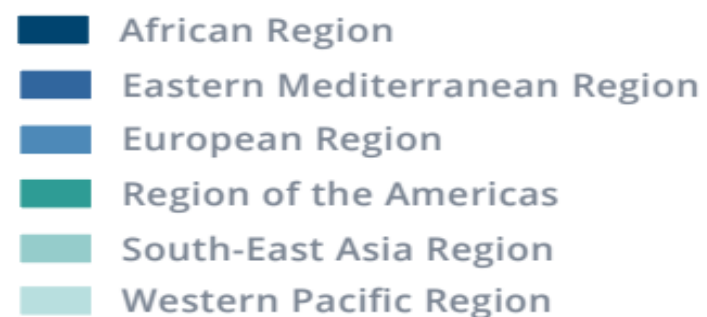 African Region
Eastern Mediterranean Region
European Region
Region of the Americas
South-East Asia Region
Western Pacific Region